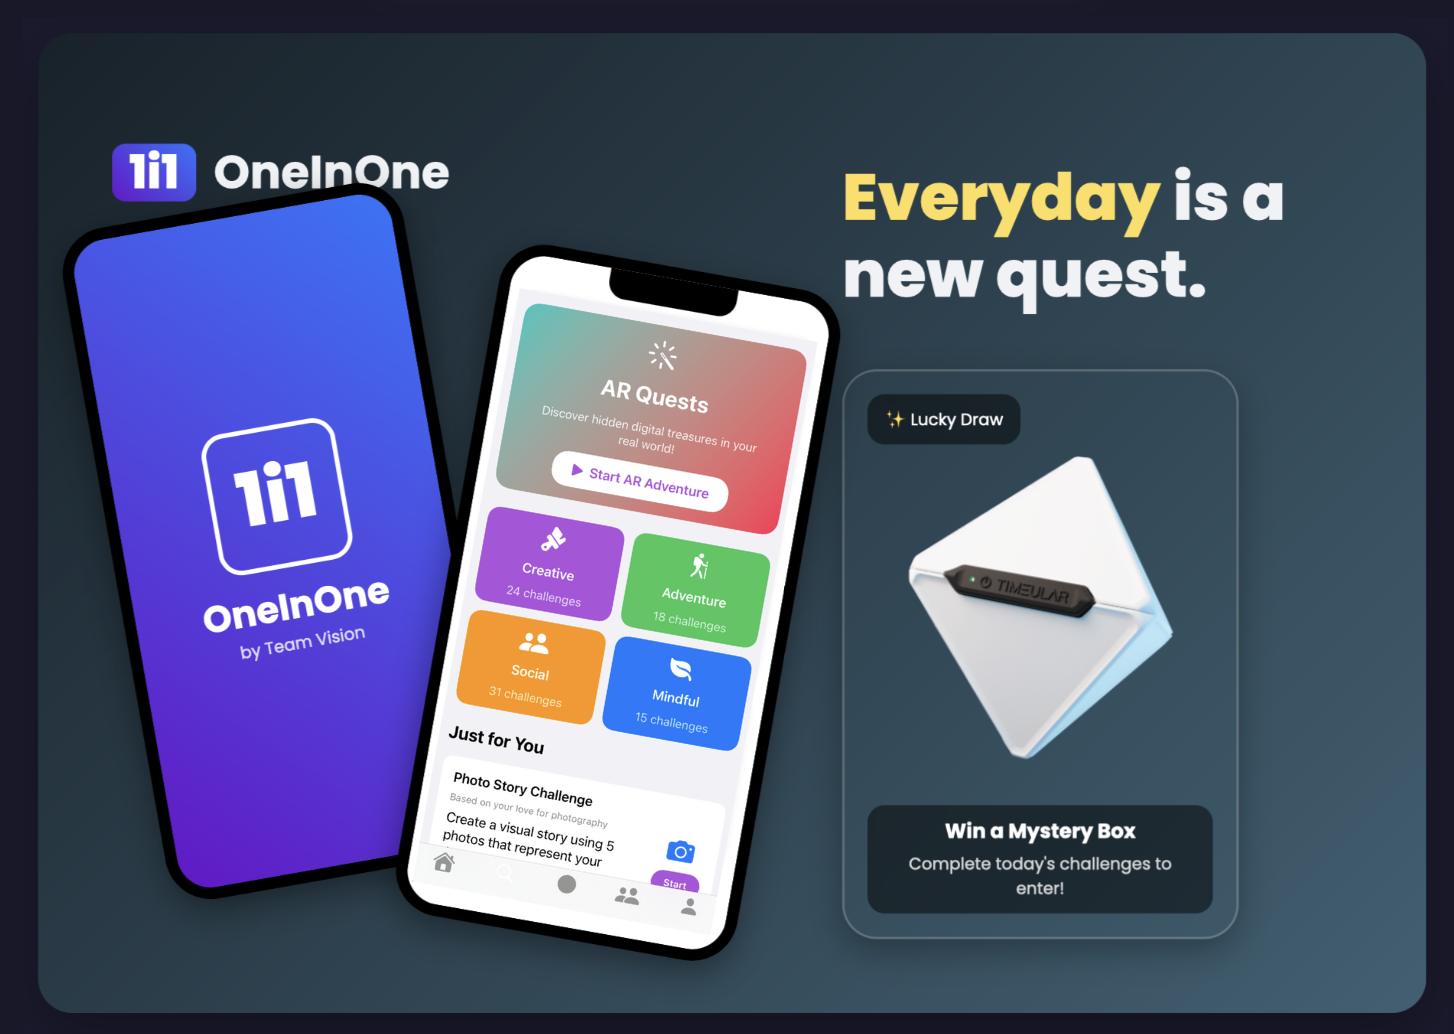 1i1 OneInOne
1i1
OneInOne
by Team Vision
AR Quests
Discover hidden digital treasures in your
real world!
Start AR Adventure
Creative
24 challenges
Adventure
18 challenges
Social
31 challenges
Mindful
15 challenges
Just for You
Photo Story Challenge
Based on your love for photography
Create a visual story using 5
photos that represent your
Start
Everyday is a
new quest.
✨ Lucky Draw
TIMEULAR
Win a Mystery Box
Complete today's challenges to
enter!